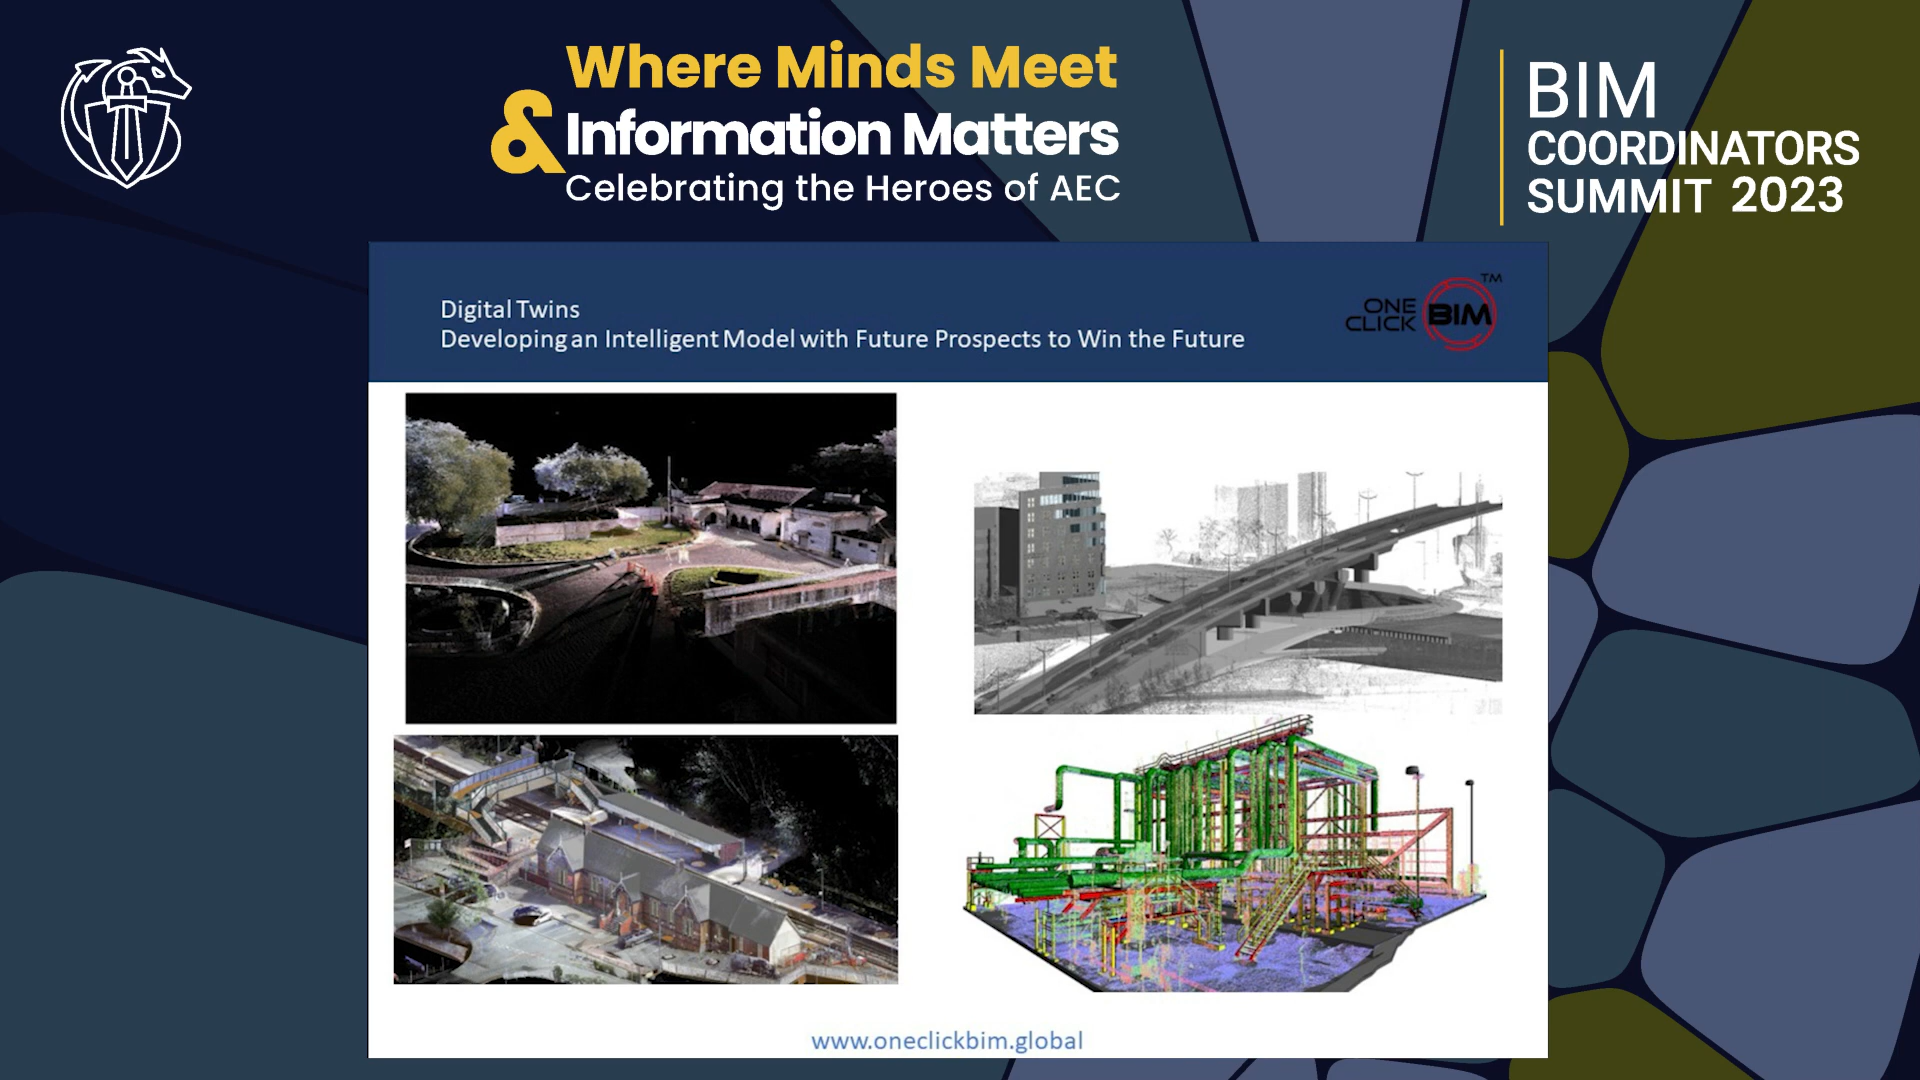 Where Minds Meet
& Information Matters
Celebrating the Heroes of AEC
BIM
COORDINATORS
SUMMIT 2023
Digital Twins
Developing an Intelligent Model with Future Prospects to Win the Future
ONE
CLICK
BIM
TM
www.oneclickbim.global